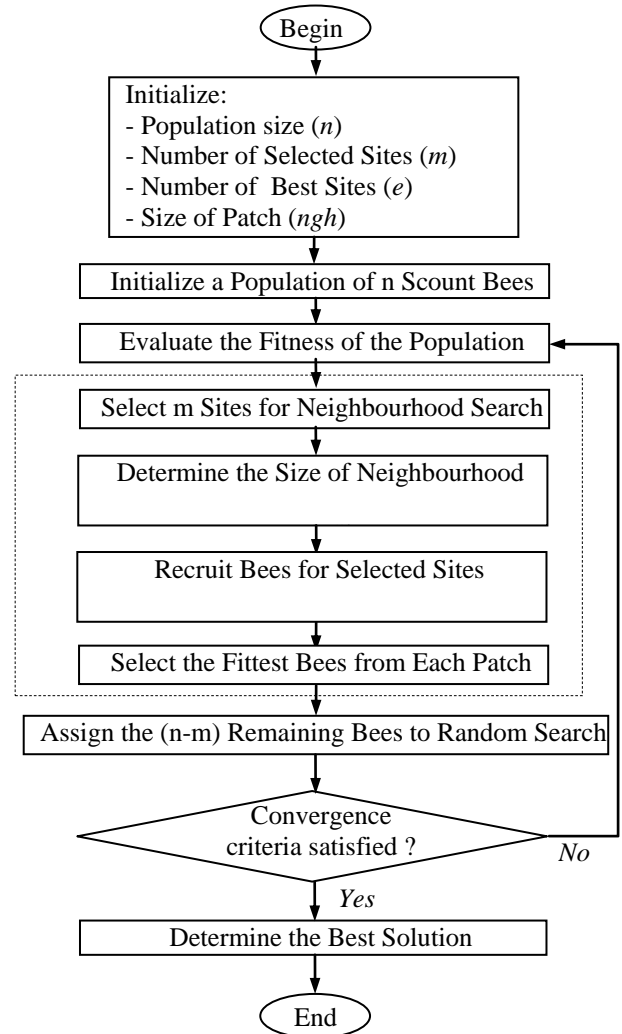 Begin
Initialize:
- Population size (n)
- Number of Selected Sites (m)
- Number of Best Sites (e)
- Size of Patch (ngh)
Initialize a Population of n Scount Bees
Evaluate the Fitness of the Population
Select m Sites for Neighbourhood Search
Determine the Size of Neighbourhood
Recruit Bees for Selected Sites
Select the Fittest Bees from Each Patch
Assign the (n-m) Remaining Bees to Random Search
Convergence
criteria satisfied ?
No
Yes
Determine the Best Solution
End